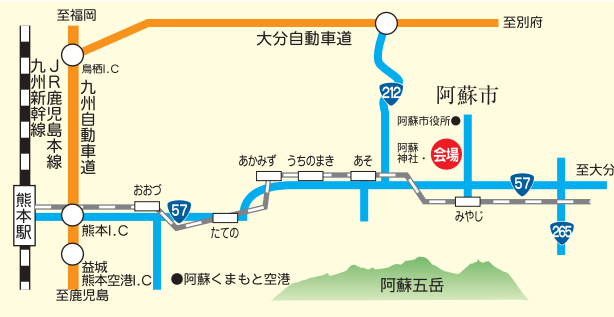 至福岡
至別府
大分自動車道
鳥栖I.C
九州新幹線
JR鹿児島本線
九州自動車道
212
阿蘇市
阿蘇市役所
阿蘇
神社
会場
あかみず
うちのまき
あそ
至大分
57
おおづ
57
みやじ
熊本駅
熊本I.C
たての
265
益城
熊本空港I.C
阿蘇くまもと空港
阿蘇五岳
至鹿児島